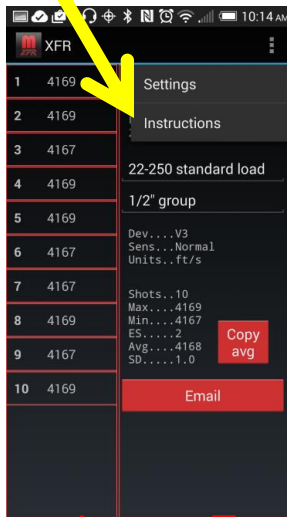 10:14 AM
XFR
1 4169
2 4169
3 4167
4 4169
5 4169
6 4167
7 4167
8 4169
9 4167
10 4169
Settings
Instructions
22-250 standard load
1/2" group
Dev....V3
Sens...Normal
Units..ft/s
Shots..10
Max....4169
Min....4167
ES.....2
Avg....4168
SD.....1.0
Copy
avg
Email